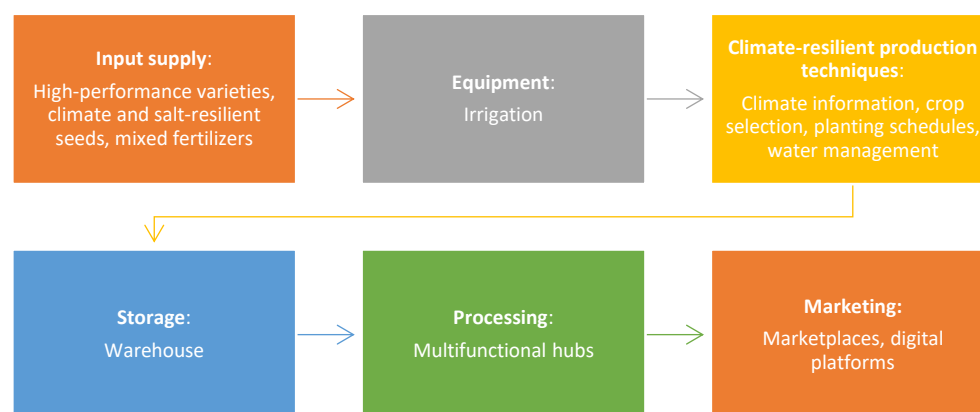 Input supply:
High-performance varieties,
climate and salt-resilient
seeds, mixed fertilizers
Equipment:
Irrigation
Climate-resilient production
techniques:
Climate information, crop
selection, planting schedules,
water management
Storage:
Warehouse
Processing:
Multifunctional hubs
Marketing:
Marketplaces, digital
platforms